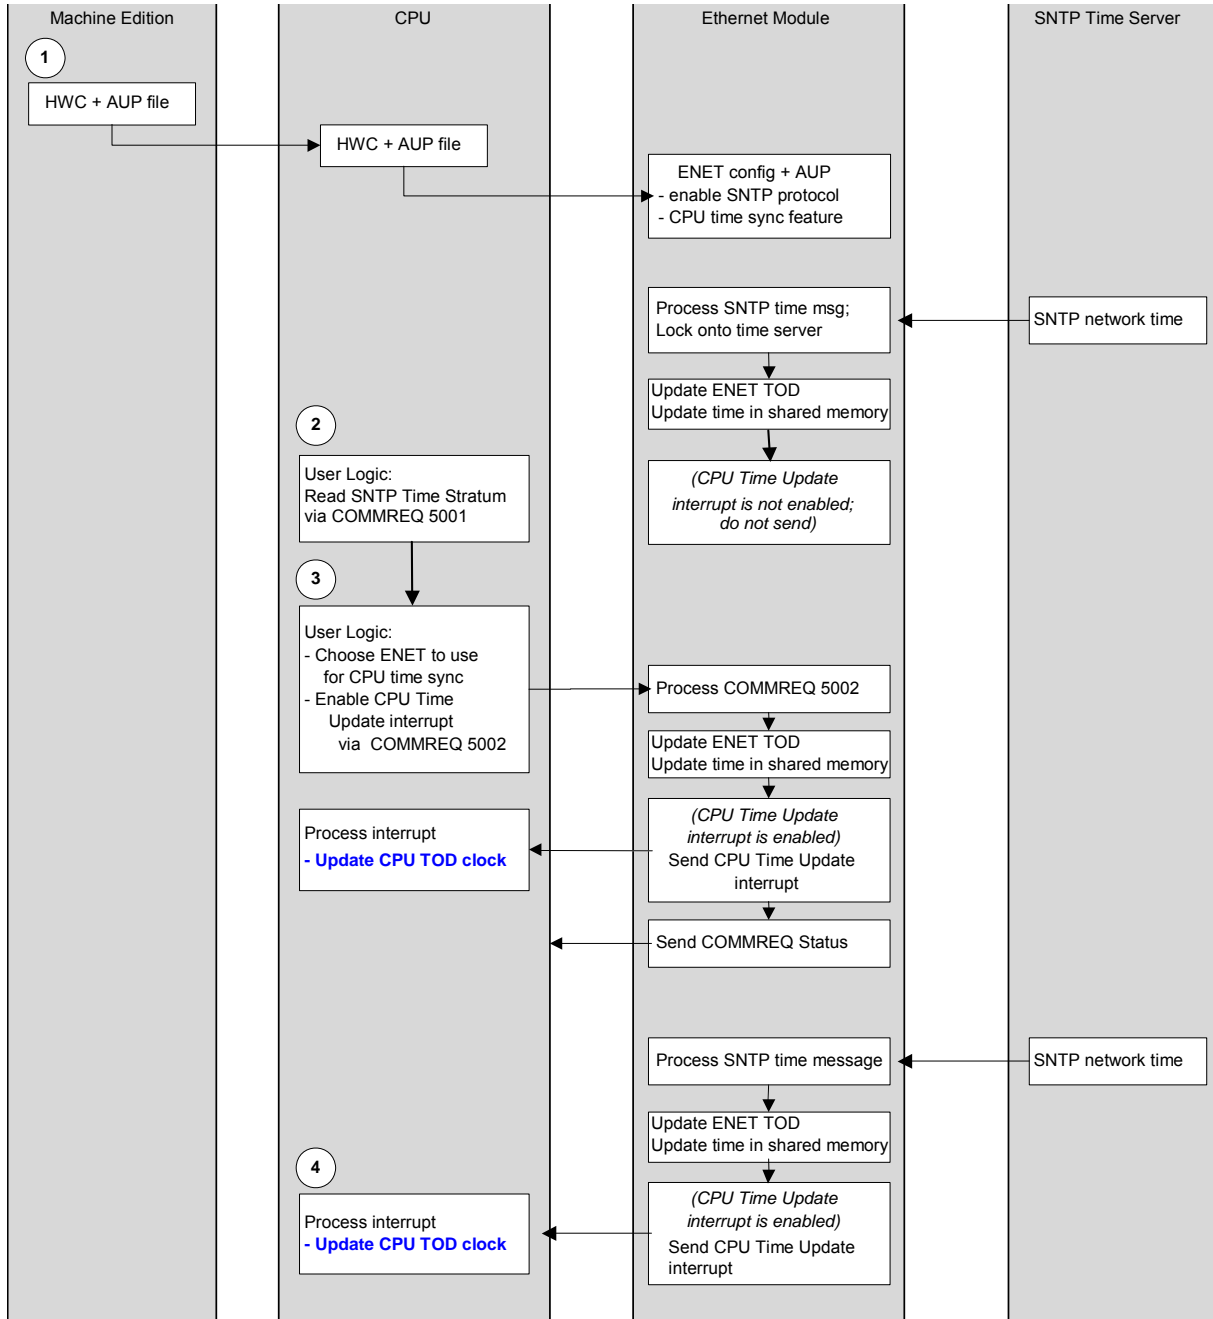 Machine Edition
CPU
Ethernet Module
SNTP Time Server
1
HWC + AUP file
HWC + AUP file
ENET config + AUP
- enable SNTP protocol
- CPU time sync feature
Process SNTP time msg;
Lock onto time server
SNTP network time
Update ENET TOD
Update time in shared memory
(CPU Time Update
interrupt is not enabled;
do not send)
2
User Logic:
Read SNTP Time Stratum
via COMMREQ 5001
3
User Logic:
- Choose ENET to use
for CPU time sync
- Enable CPU Time
Update interrupt
via COMMREQ 5002
Process COMMREQ 5002
Update ENET TOD
Update time in shared memory
(CPU Time Update
interrupt is enabled)
Send CPU Time Update
interrupt
Process interrupt
- Update CPU TOD clock
Send COMMREQ Status
Process SNTP time message
SNTP network time
Update ENET TOD
Update time in shared memory
4
(CPU Time Update
interrupt is enabled)
Send CPU Time Update
interrupt
Process interrupt
- Update CPU TOD clock